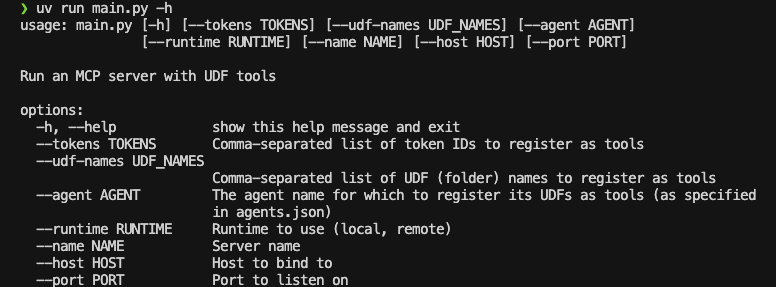 ❯ uv run main.py -h
usage: main.py [-h] [--tokens TOKENS] [--udf-names UDF_NAMES] [--agent AGENT]
               [--runtime RUNTIME] [--name NAME] [--host HOST] [--port PORT]

Run an MCP server with UDF tools

options:
  -h, --help            show this help message and exit
  --tokens TOKENS       Comma-separated list of token IDs to register as tools
  --udf-names UDF_NAMES
                        Comma-separated list of UDF (folder) names to register as tools
  --agent AGENT         The agent name for which to register its UDFs as tools (as specified
                        in agents.json)
  --runtime RUNTIME     Runtime to use (local, remote)
  --name NAME           Server name
  --host HOST           Host to bind to
  --port PORT           Port to listen on